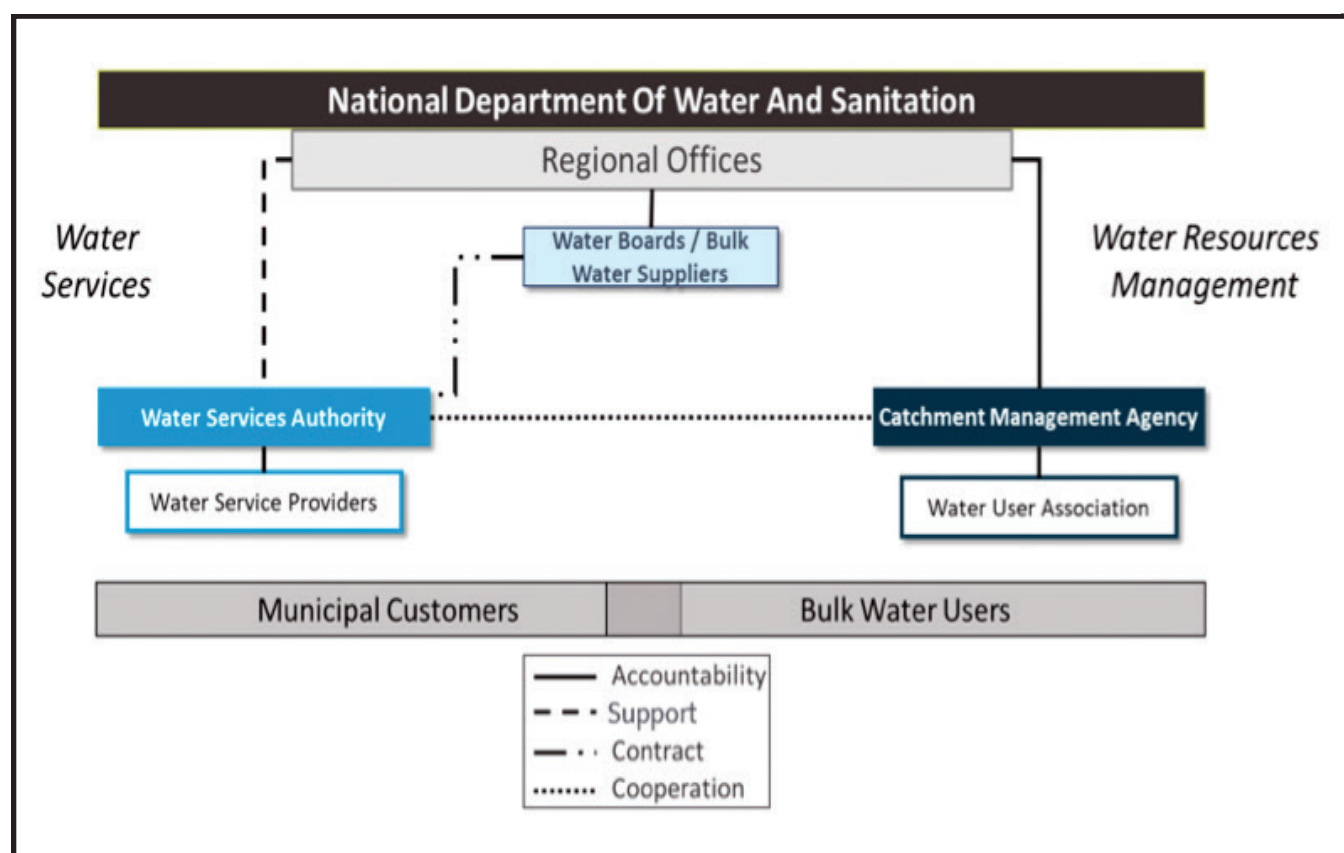 National Department Of Water And Sanitation
Regional Offices
Water
Services
Water Boards / Bulk
Water Suppliers
Water Resources
Management
Water Services Authority
Catchment Management Agency
Water Service Providers
Water User Association
Municipal Customers
Bulk Water Users
Accountability
Support
Contract
Cooperation